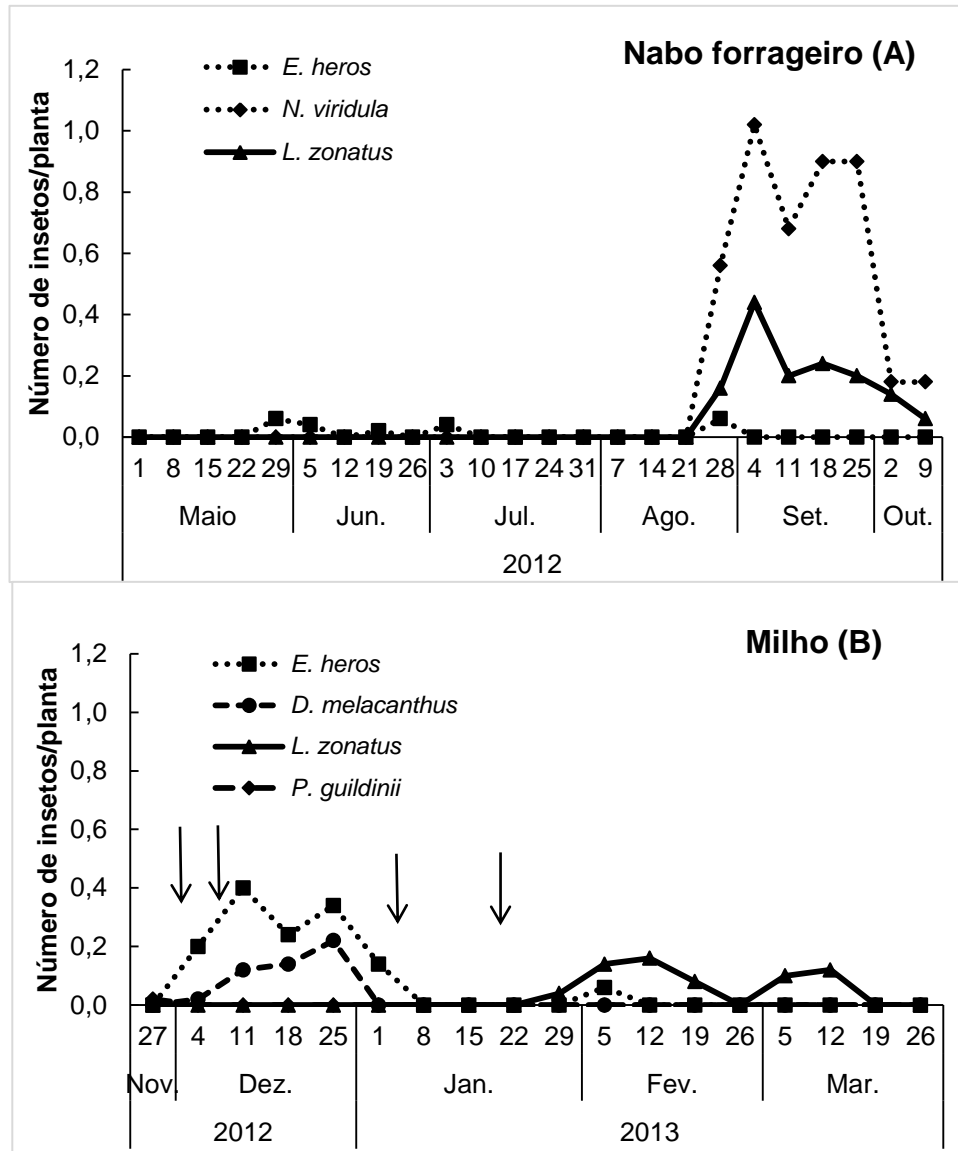 Nabo forrageiro (A)
Número de insetos/planta
1,2
1,0
0,8
0,6
0,4
0,2
0,0
E. heros
N. viridula
L. zonatus
1 8 15 22 29 5 12 19 26 3 10 17 24 31 7 14 21 28 4 11 18 25 2 9
Maio Jun. Jul. Ago. Set. Out.
2012
Milho (B)
Número de insetos/planta
1,2
1,0
0,8
0,6
0,4
0,2
0,0
E. heros
D. melacanthus
L. zonatus
P. guildinii
27 4 11 18 25 1 8 15 22 29 5 12 19 26 5 12 19 26
Nov. Dez. Jan. Fev. Mar.
2012 2013